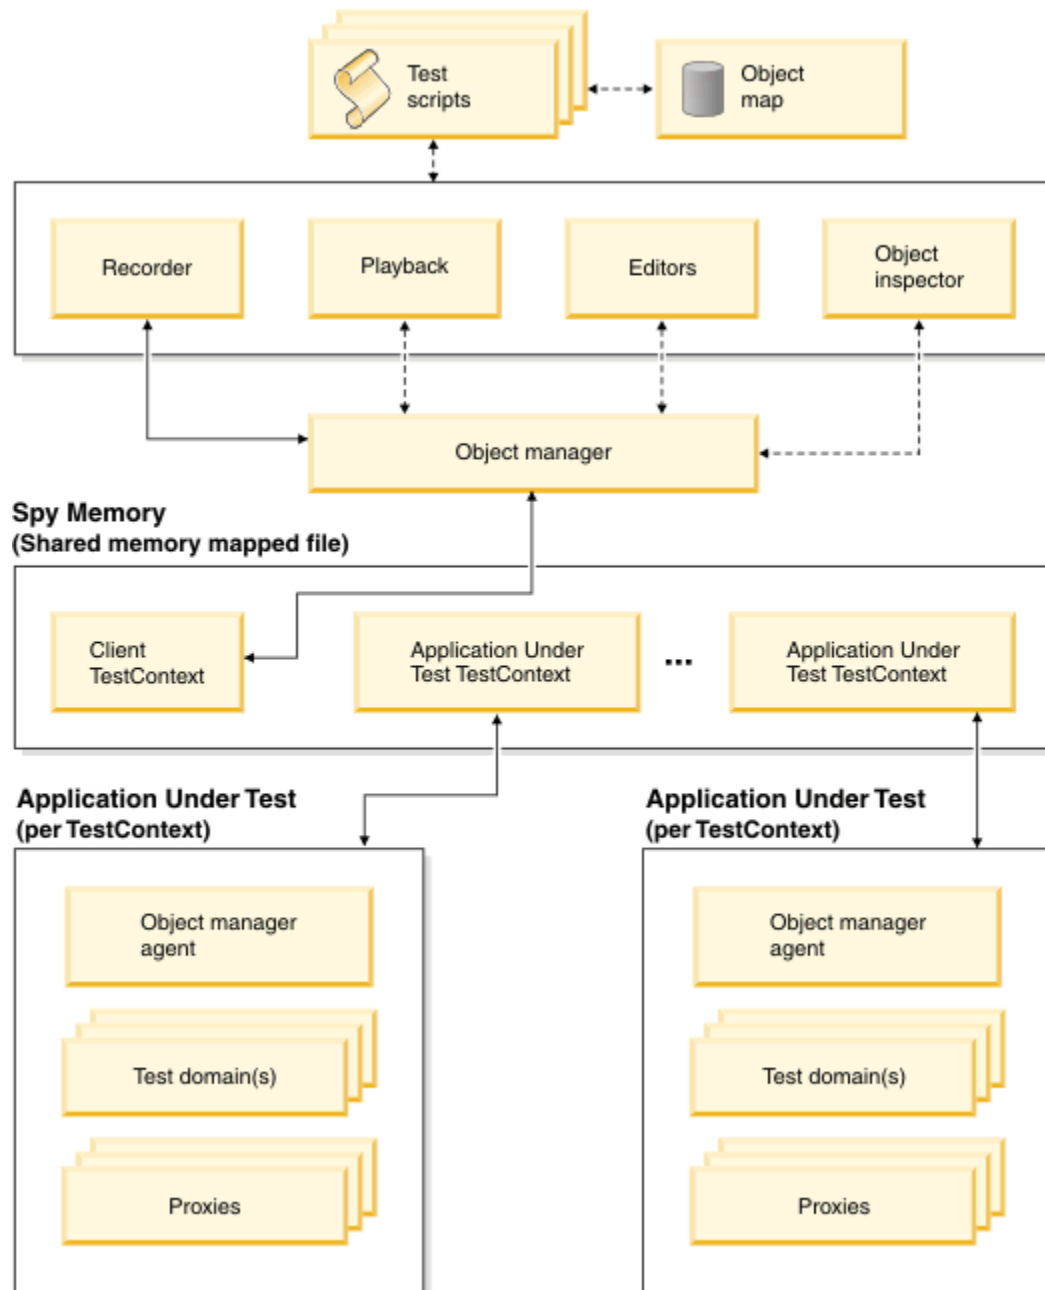 Test
scripts
Object
map
Recorder
Playback
Editors
Object
inspector
Object manager
Spy Memory
(Shared memory mapped file)
Client
TestContext
Application Under
Test TestContext
...
Application Under
Test TestContext
Application Under Test
(per TestContext)
Application Under Test
(per TestContext)
Object manager
agent
Test domain(s)
Proxies
Object manager
agent
Test domain(s)
Proxies